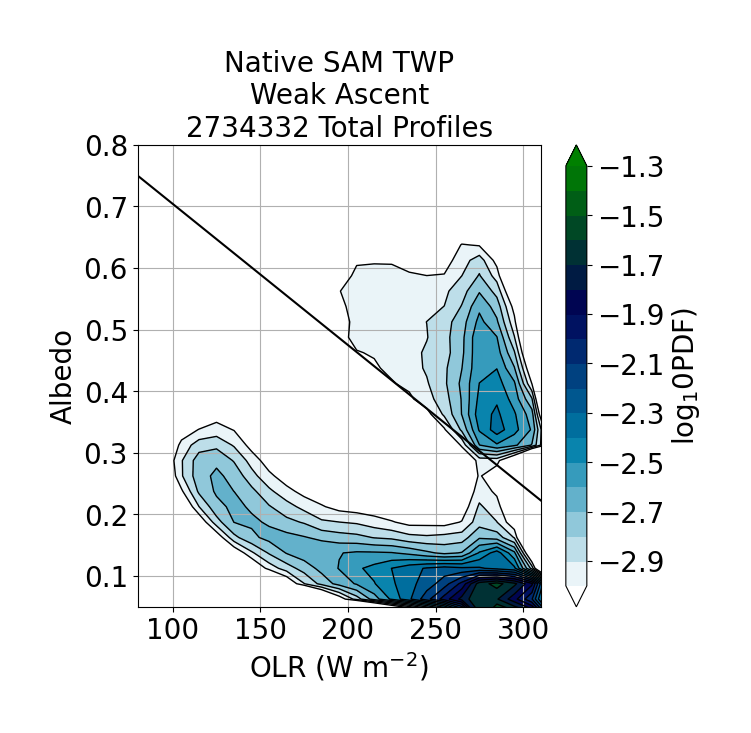 Native SAM TWP
Weak Ascent
2734332 Total Profiles
0.8
0.7
0.6
0.5
0.4
0.3
0.2
0.1
Albedo
100 150 200 250 300
OLR (W m⁻²)
−1.3
−1.5
−1.7
−1.9
−2.1
−2.3
−2.5
−2.7
−2.9
log₁0PDF)